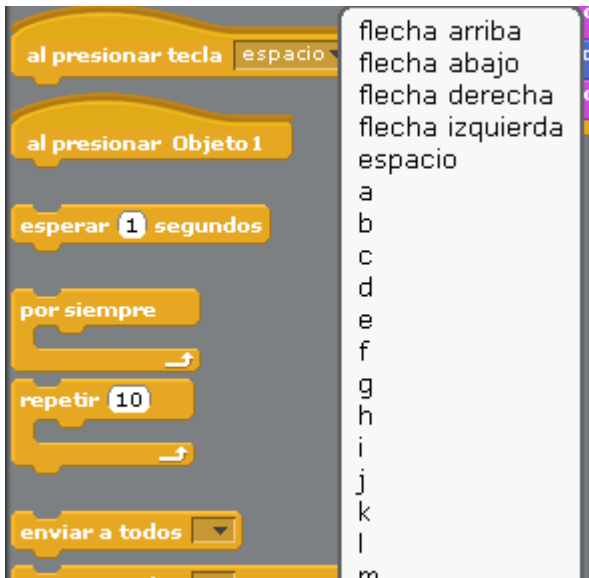 al presionar tecla espacio
al presionar Objeto1
esperar 1 segundos
por siempre
repetir 10
enviar a todos
flecha arriba
flecha abajo
flecha derecha
flecha izquierda
espacio
a
b
c
d
e
f
g
h
i
j
k
l
m